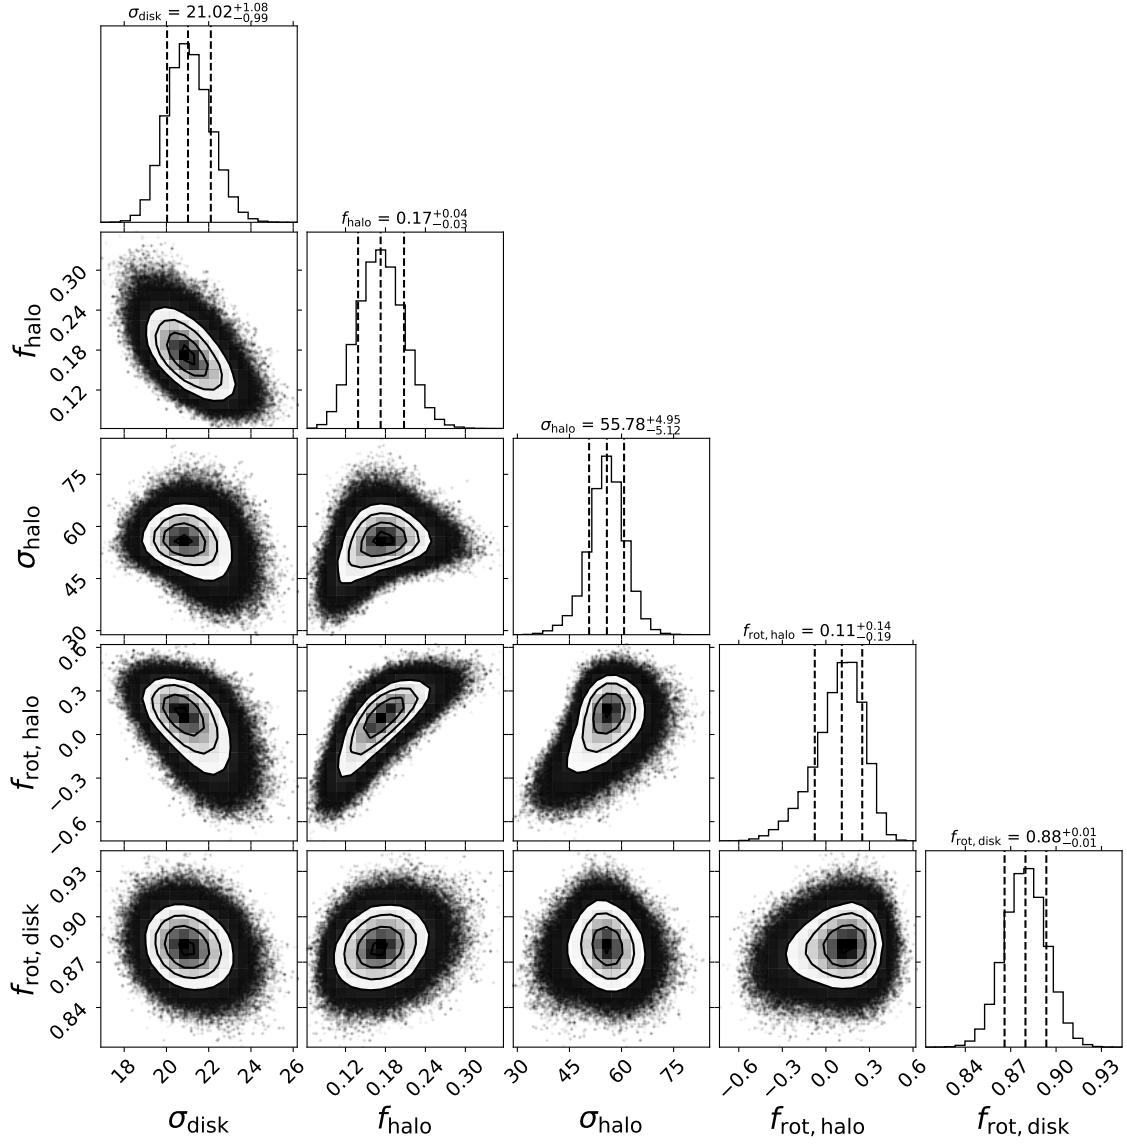 σdisk = 21.02+1.08−0.99
fhalo = 0.17+0.04−0.03
0.30
0.24
0.18
0.12
fhalo
σhalo = 55.78+4.95−5.12
75
60
45
30
σhalo
frot, halo = 0.11+0.14−0.19
0.6
0.3
0.0
−0.3
−0.6
frot, halo
frot, disk = 0.88+0.01−0.01
0.93
0.90
0.87
0.84
frot, disk
18 20 22 24 26
0.12 0.18 0.24 0.30
30 45 60 75
−0.6 −0.3 0.0 0.3 0.6
0.84 0.87 0.90 0.93
σdisk fhalo σhalo frot, halo frot, disk